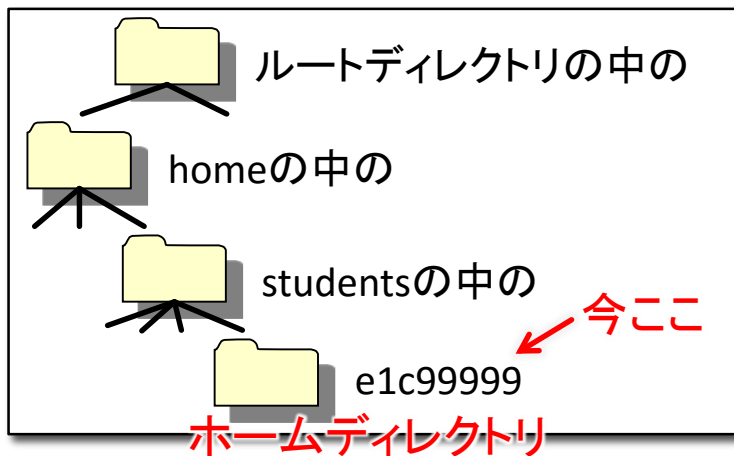 ルートディレクトリの中の
homeの中の
studentsの中の
今ここ
e1c99999
ホームディレクトリ